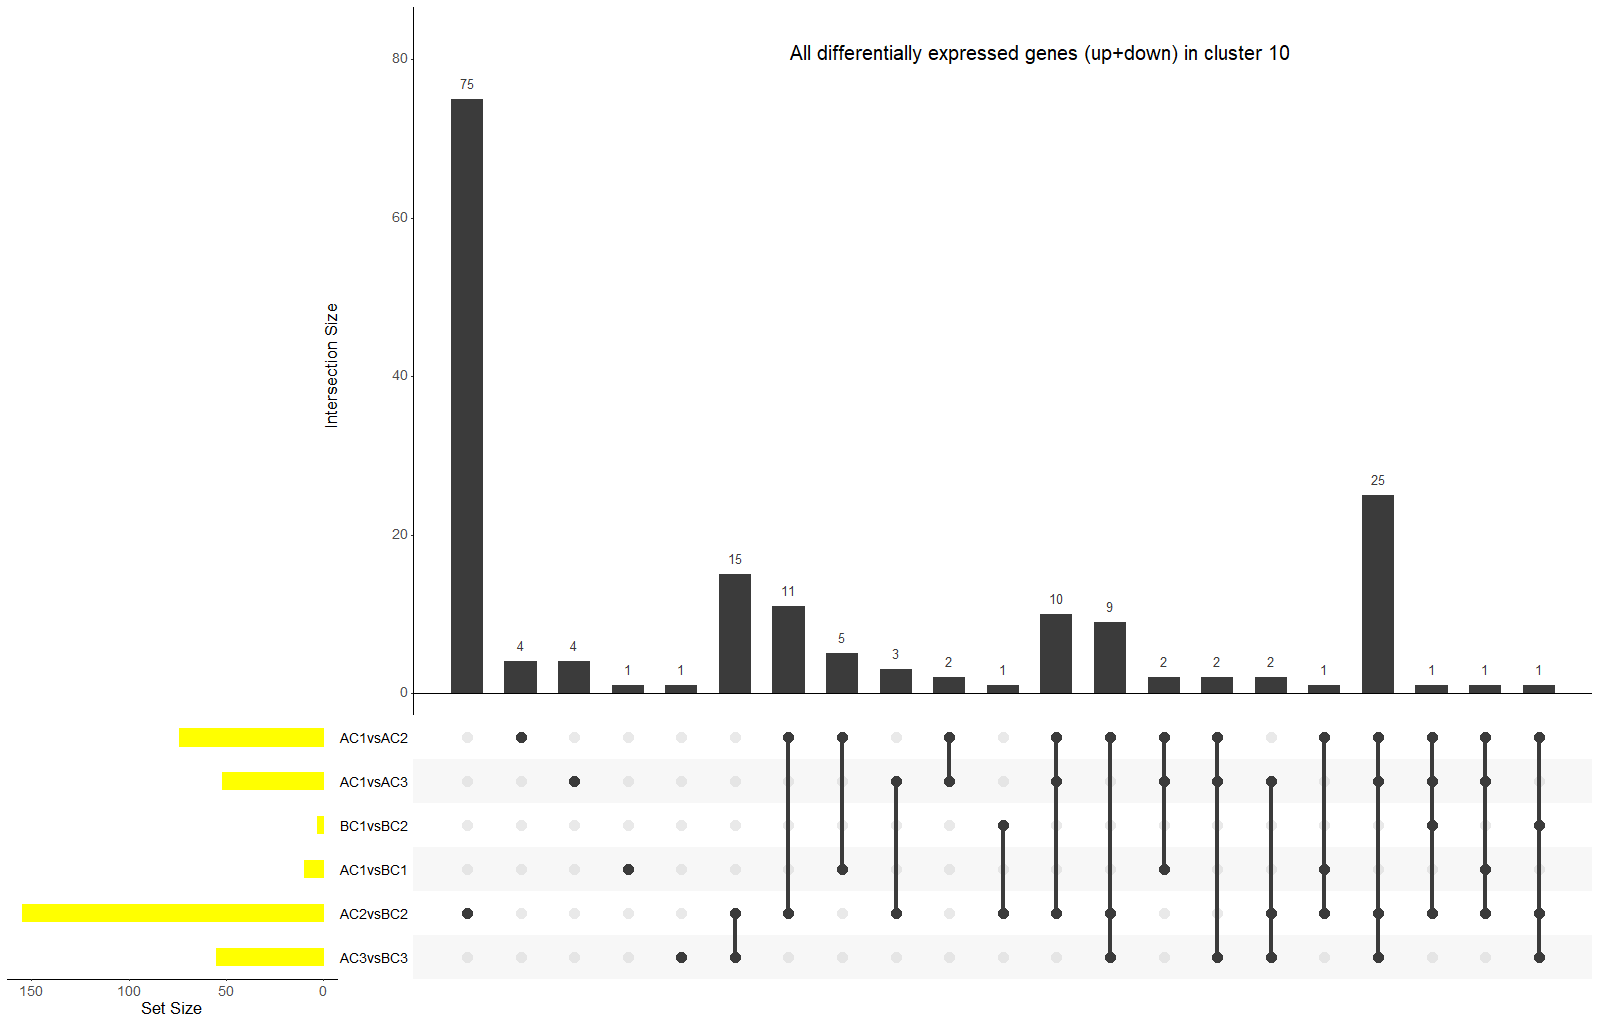 All differentially expressed genes (up+down) in cluster 10
80
60
40
20
0
Intersection Size
75
4
4
1
1
15
11
5
3
2
1
10
9
2
2
2
1
25
1
1
1
AC1vsAC2
AC1vsAC3
BC1vsBC2
AC1vsBC1
AC2vsBC2
AC3vsBC3
150 100 50 0
Set Size